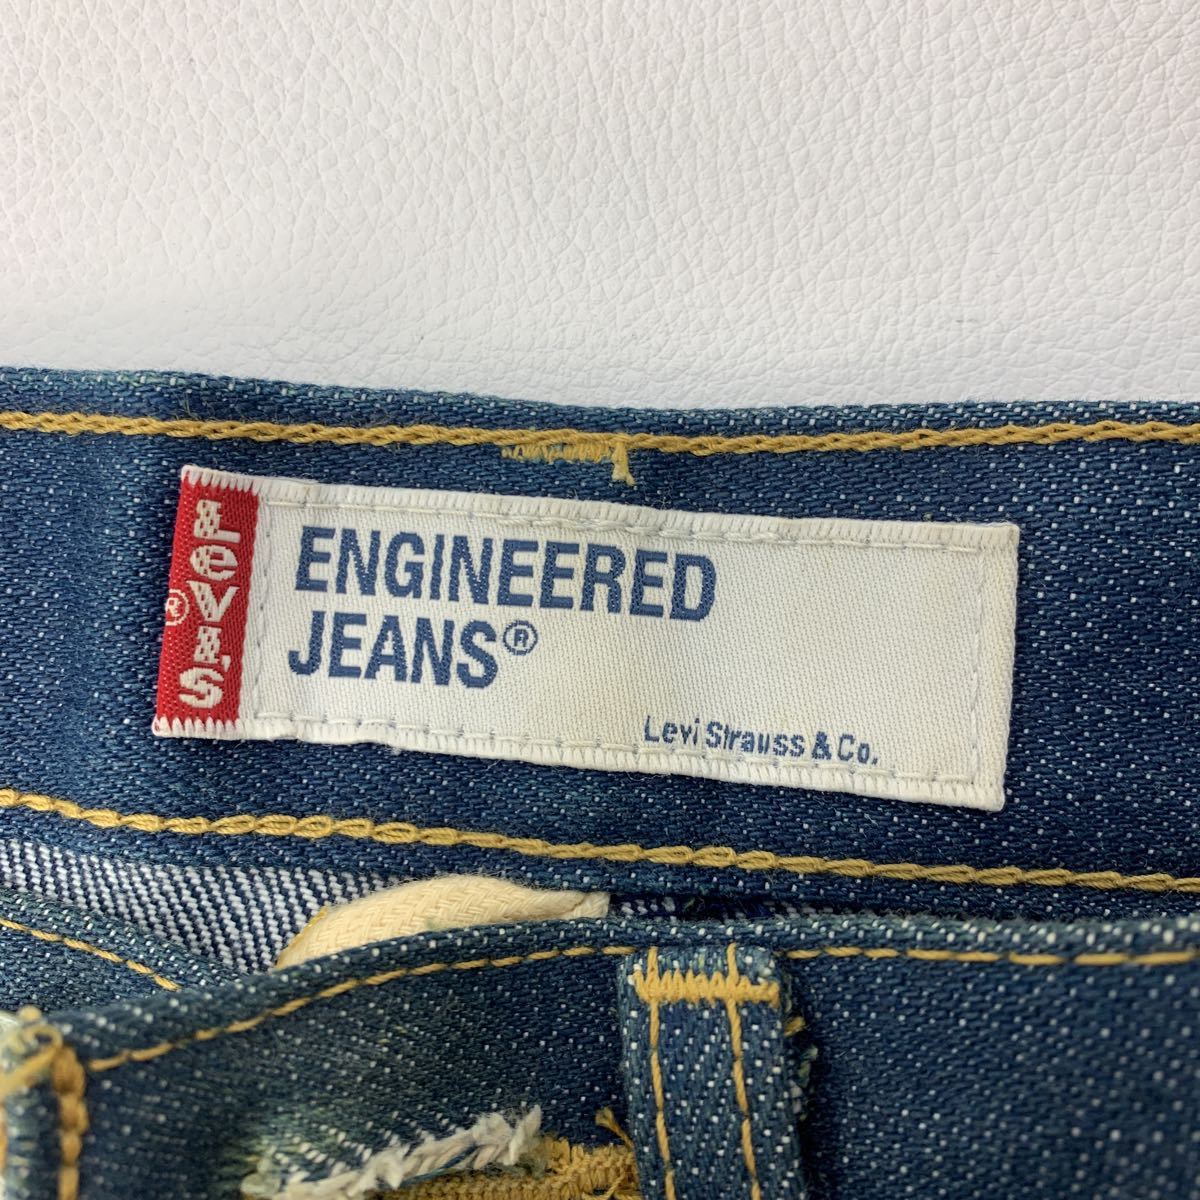 LEVI'S®
ENGINEERED
JEANS®
Levi Strauss & Co.